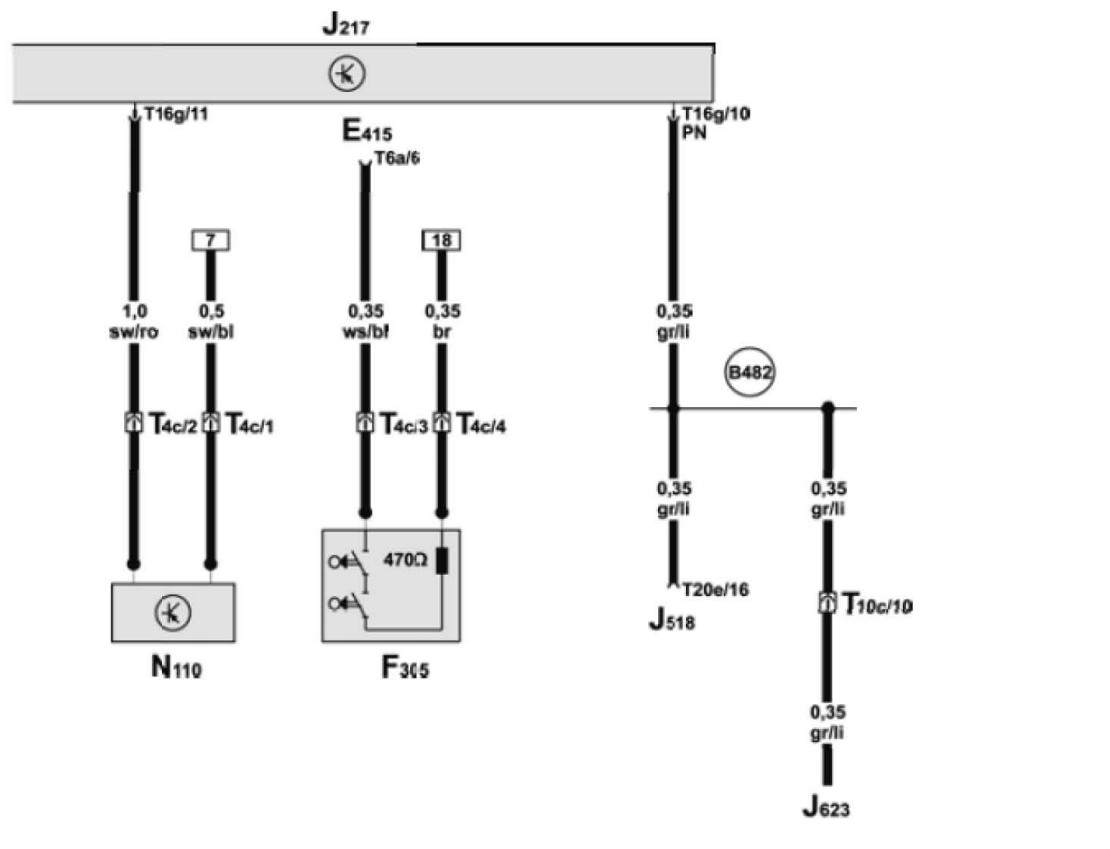 J217
T16g/11
T16g/10
PN
E415
T6a/6
7
18
1,0
sw/ro
0,5
sw/bl
0,35
ws/bl
0,35
br
0,35
gr/li
B482
T4c/2
T4c/1
T4c/3
T4c/4
0,35
gr/li
0,35
gr/li
470Ω
T20e/16
J518
T10c/10
N110
F305
0,35
gr/li
J623